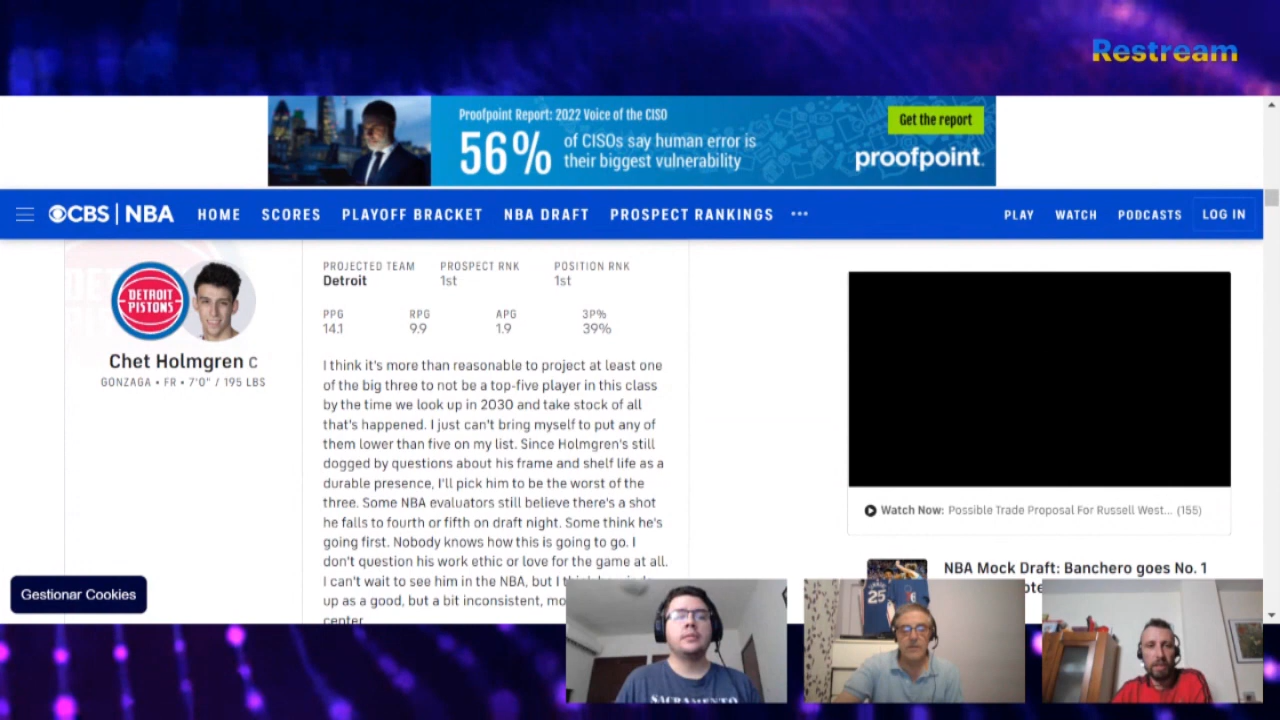 Restream
Proofpoint Report: 2022 Voice of the CISO
56% of CISOs say human error is
their biggest vulnerability
Get the report
proofpoint.
CBS | NBA HOME SCORES PLAYOFF BRACKET NBA DRAFT PROSPECT RANKINGS ••• PLAY WATCH PODCASTS LOG IN
DETROIT
PISTONS
Chet Holmgren C
GONZAGA • FR • 7'0" / 195 LBS
PROJECTED TEAM PROSPECT RNK POSITION RNK
Detroit 1st 1st
PPG RPG APG 3P%
14.1 9.9 1.9 39%
I think it's more than reasonable to project at least one
of the big three to not be a top-five player in this class
by the time we look up in 2030 and take stock of all
that's happened. I just can't bring myself to put any of
them lower than five on my list. Since Holmgren's still
dogged by questions about his frame and shelf life as a
durable presence, I'll pick him to be the worst of the
three. Some NBA evaluators still believe there's a shot
he falls to fourth or fifth on draft night. Some think he's
going first. Nobody knows how this is going to go. I
don't question his work ethic or love for the game at all.
I can't wait to see him in the NBA, but I
up as a good, but a bit inconsistent,
center
Watch Now: Possible Trade Proposal For Russell West... (155)
NBA Mock Draft: Banchero goes No. 1
25
6
Gestionar Cookies
SACRAMENTO